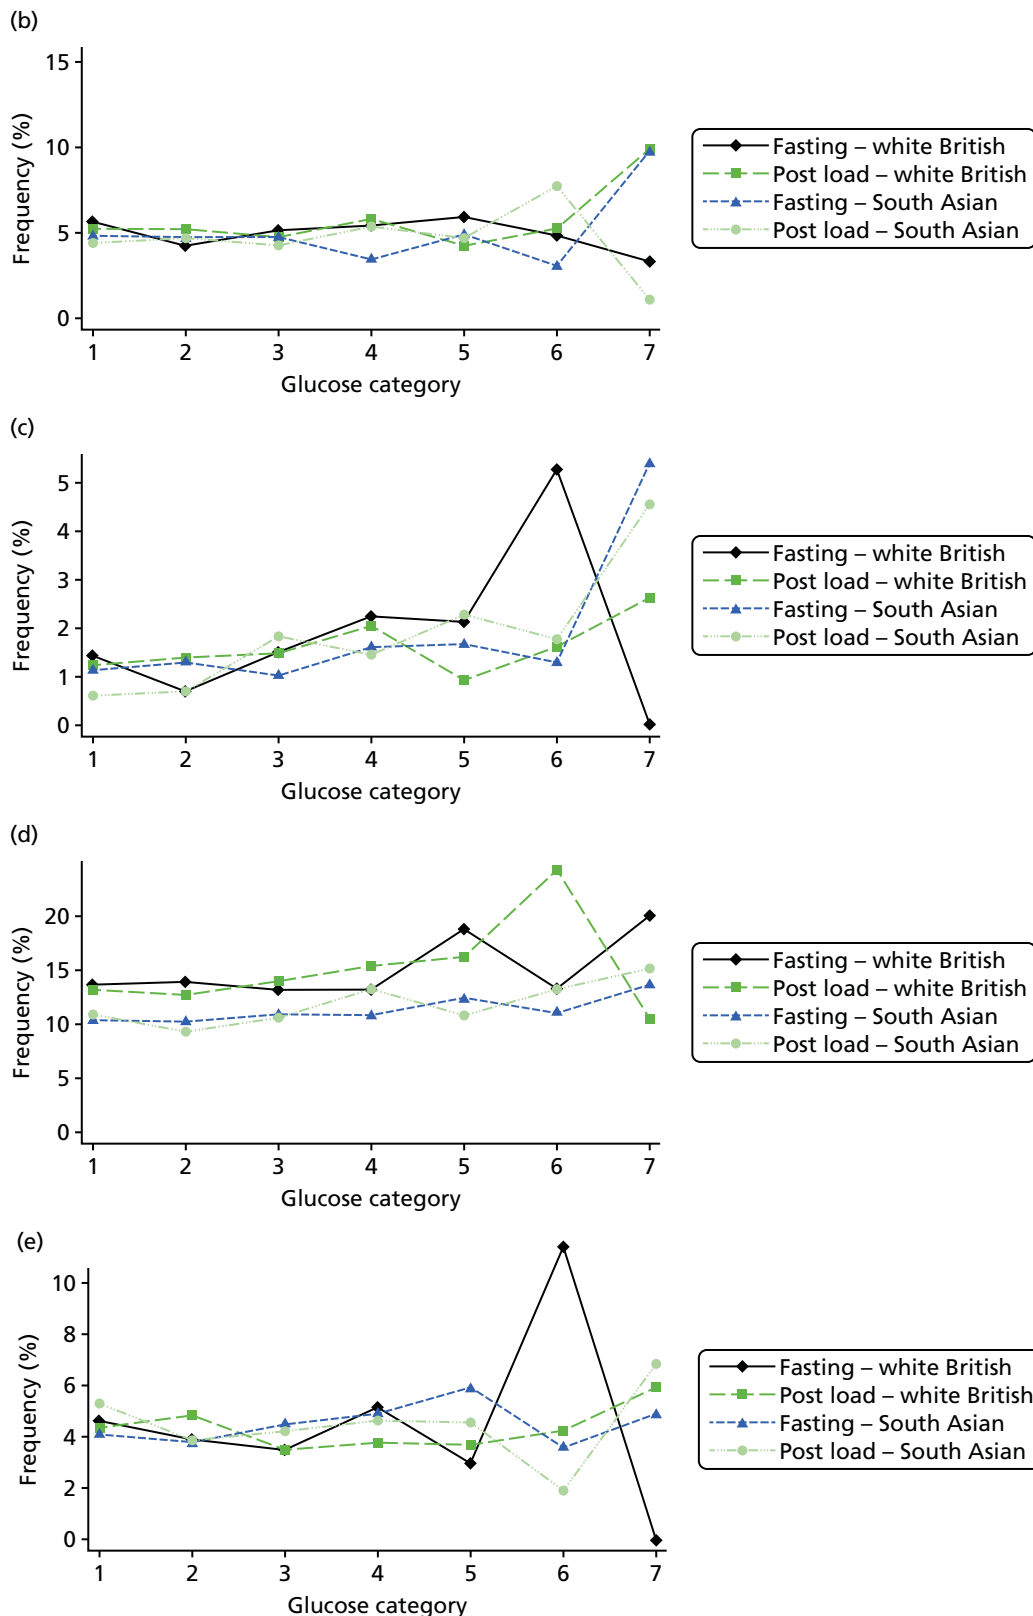 (b)
15
10
5
0
Frequency (%)
1 2 3 4 5 6 7
Glucose category
Fasting – white British
Post load – white British
Fasting – South Asian
Post load – South Asian
(c)
5
4
3
2
1
0
Frequency (%)
1 2 3 4 5 6 7
Glucose category
Fasting – white British
Post load – white British
Fasting – South Asian
Post load – South Asian
(d)
20
15
10
5
0
Frequency (%)
1 2 3 4 5 6 7
Glucose category
Fasting – white British
Post load – white British
Fasting – South Asian
Post load – South Asian
(e)
10
8
6
4
2
0
Frequency (%)
1 2 3 4 5 6 7
Glucose category
Fasting – white British
Post load – white British
Fasting – South Asian
Post load – South Asian